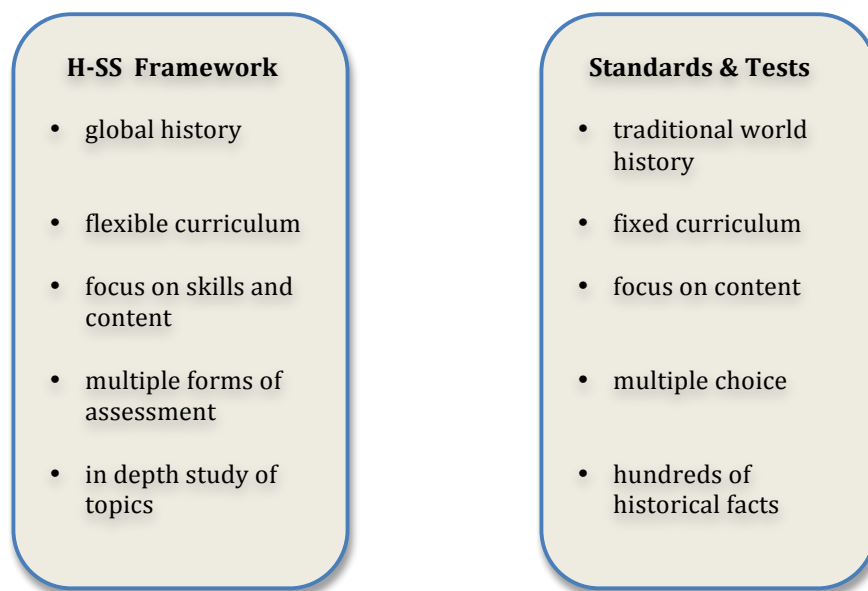 H-SS Framework
• global history
• flexible curriculum
• focus on skills and
content
• multiple forms of
assessment
• in depth study of
topics
Standards & Tests
• traditional world
history
• fixed curriculum
• focus on content
• multiple choice
• hundreds of
historical facts